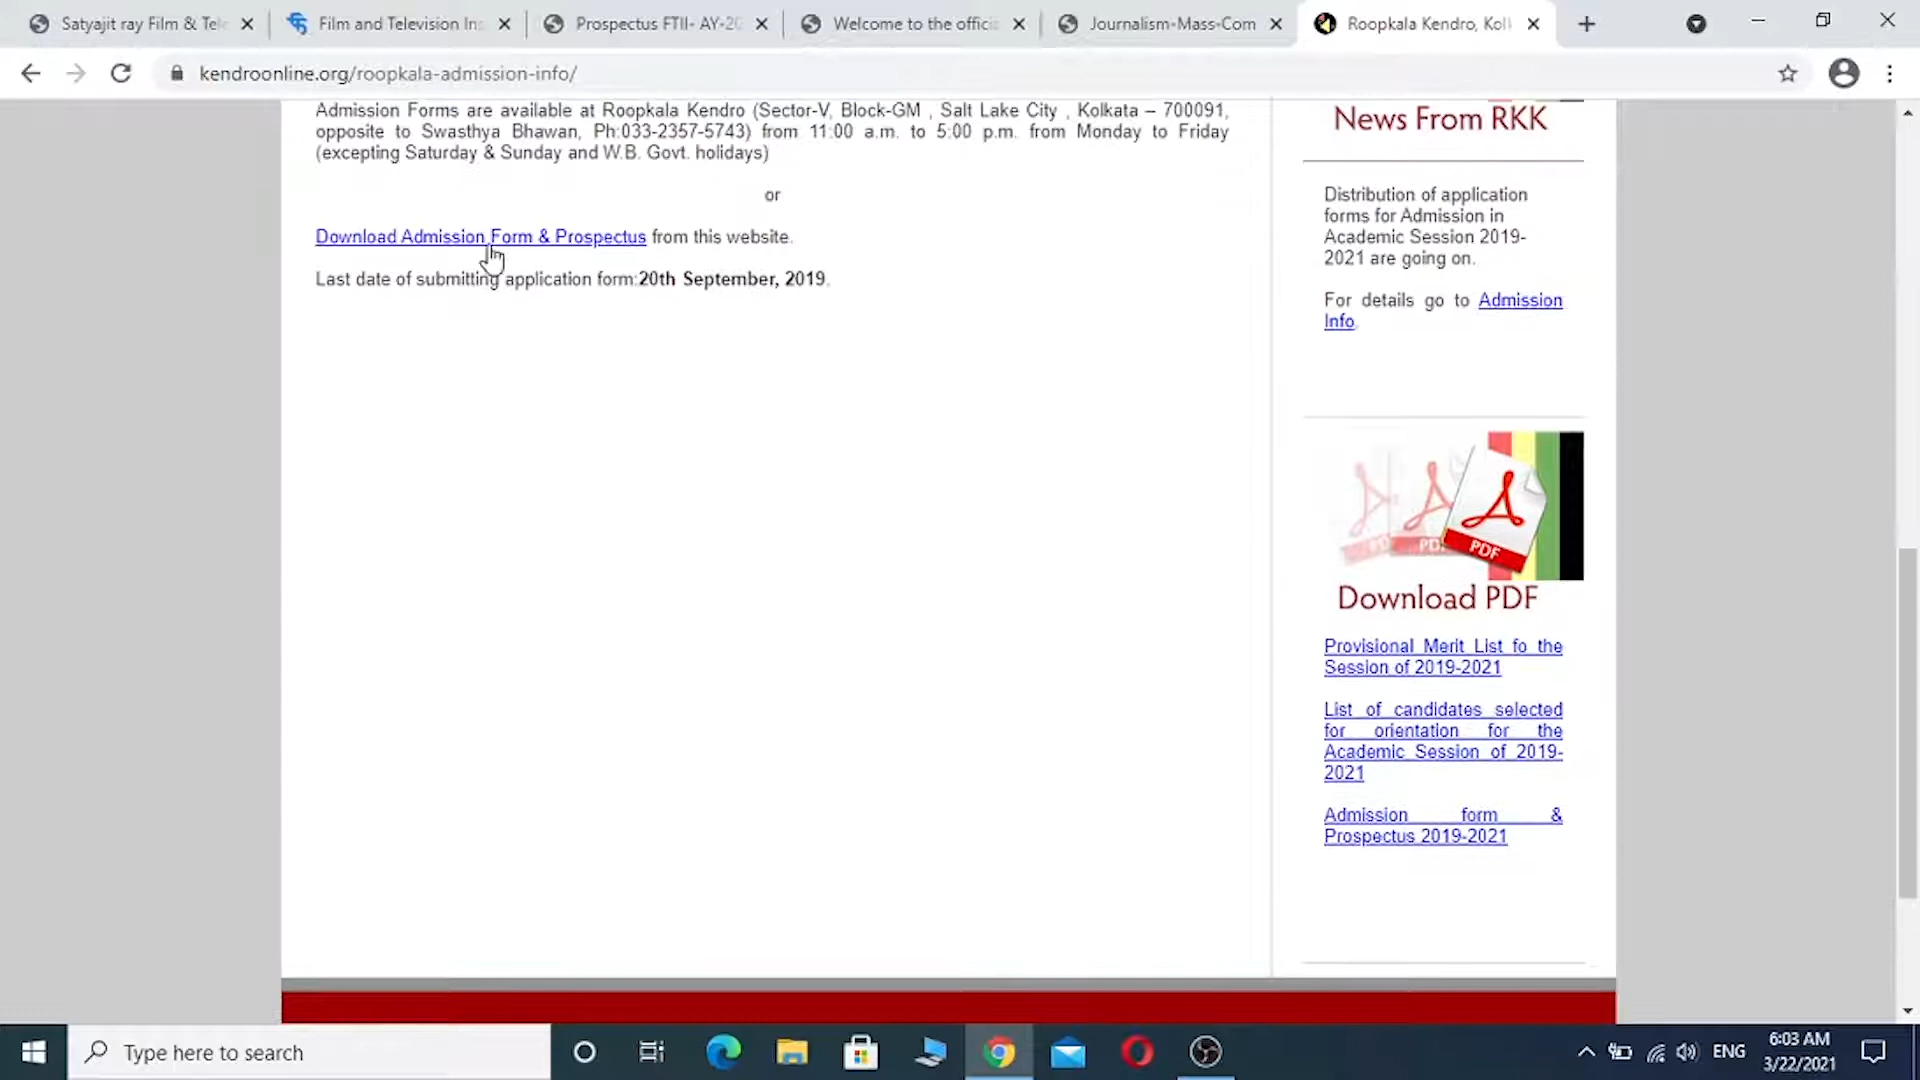 Satyajit ray Film & Tel
Film and Television Ins
Prospectus FTII- AY-20
Welcome to the officia
Journalism-Mass-Com
Roopkala Kendro, Kolk
kendroonline.org/roopkala-admission-info/
Admission Forms are available at Roopkala Kendro (Sector-V, Block-GM , Salt Lake City , Kolkata – 700091,
opposite to Swasthya Bhawan, Ph:033-2357-5743) from 11:00 a.m. to 5:00 p.m. from Monday to Friday
(excepting Saturday & Sunday and W.B. Govt. holidays)
or
Download Admission Form & Prospectus from this website.
Last date of submitting application form:20th September, 2019.
News From RKK
Distribution of application
forms for Admission in
Academic Session 2019-
2021 are going on.
For details go to Admission
Info.
PDF
PDF
PDF
Download PDF
Provisional Merit List fo the
Session of 2019-2021
List of candidates selected
for orientation for the
Academic Session of 2019-
2021
Admission form &
Prospectus 2019-2021
Type here to search
ENG
6:03 AM
3/22/2021